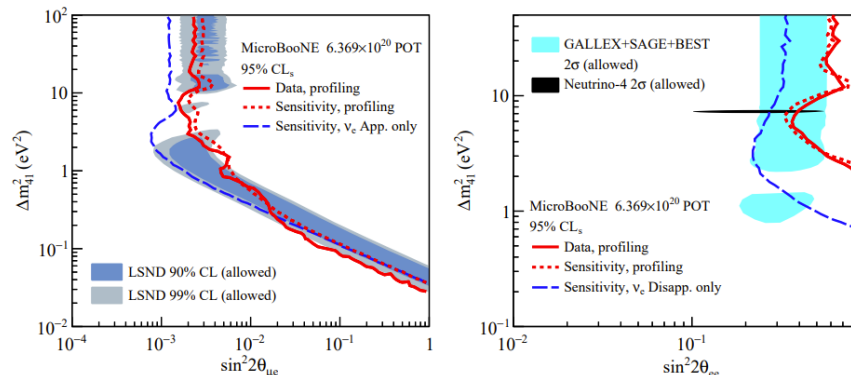 MicroBooNE 6.369×10²⁰ POT
95% CLₛ
Data, profiling
Sensitivity, profiling
Sensitivity, νₑ App. only
LSND 90% CL (allowed)
LSND 99% CL (allowed)
Δm²₄₁ (eV²)
10²
10
1
10⁻¹
10⁻²
10⁻⁴
10⁻³
10⁻²
10⁻¹
1
sin²2θ_μe
GALLEX+SAGE+BEST
2σ (allowed)
Neutrino-4 2σ (allowed)
MicroBooNE 6.369×10²⁰ POT
95% CLₛ
Data, profiling
Sensitivity, profiling
Sensitivity, νₑ Disapp. only
Δm²₄₁ (eV²)
10
1
10⁻¹
10⁻²
10⁻¹
sin²2θₑₑ